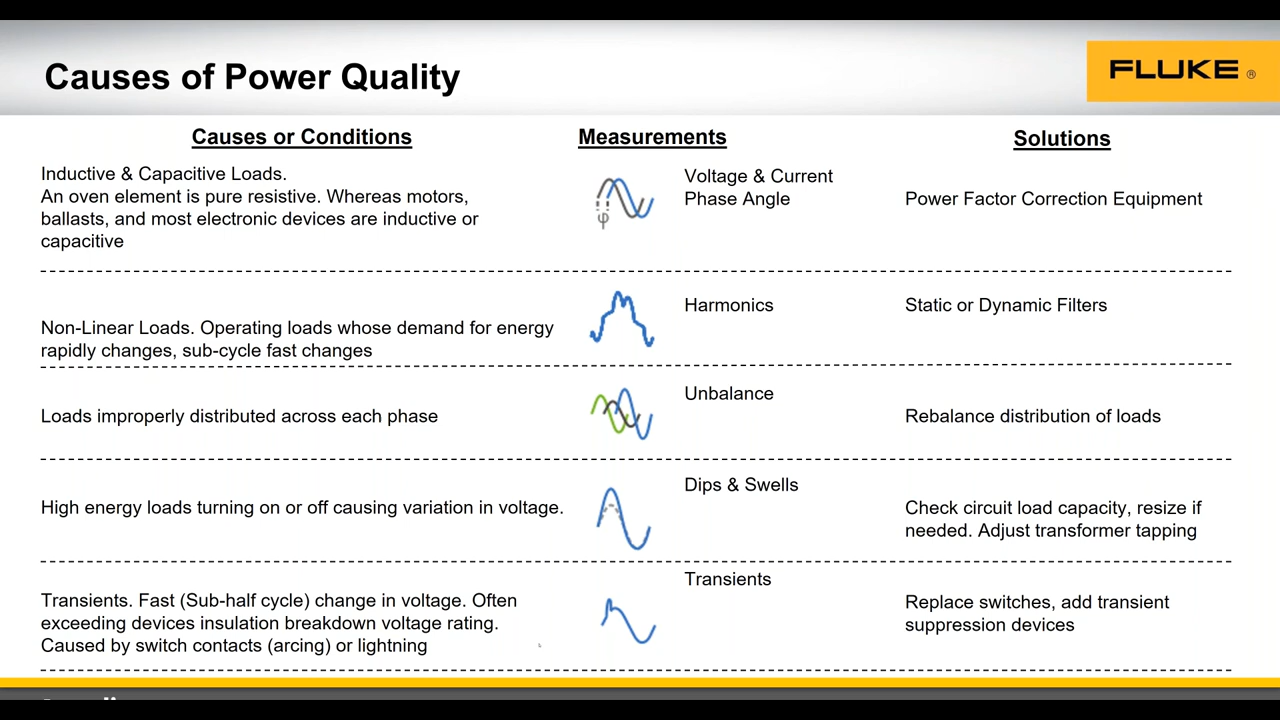 Causes of Power Quality
FLUKE ®
Causes or Conditions
Measurements
Solutions
Inductive & Capacitive Loads.
An oven element is pure resistive. Whereas motors,
ballasts, and most electronic devices are inductive or
capacitive
φ
Voltage & Current
Phase Angle
Power Factor Correction Equipment
Non-Linear Loads. Operating loads whose demand for energy
rapidly changes, sub-cycle fast changes
Harmonics
Static or Dynamic Filters
Loads improperly distributed across each phase
Unbalance
Rebalance distribution of loads
High energy loads turning on or off causing variation in voltage.
Dips & Swells
Check circuit load capacity, resize if
needed. Adjust transformer tapping
Transients. Fast (Sub-half cycle) change in voltage. Often
exceeding devices insulation breakdown voltage rating.
Caused by switch contacts (arcing) or lightning
Transients
Replace switches, add transient
suppression devices